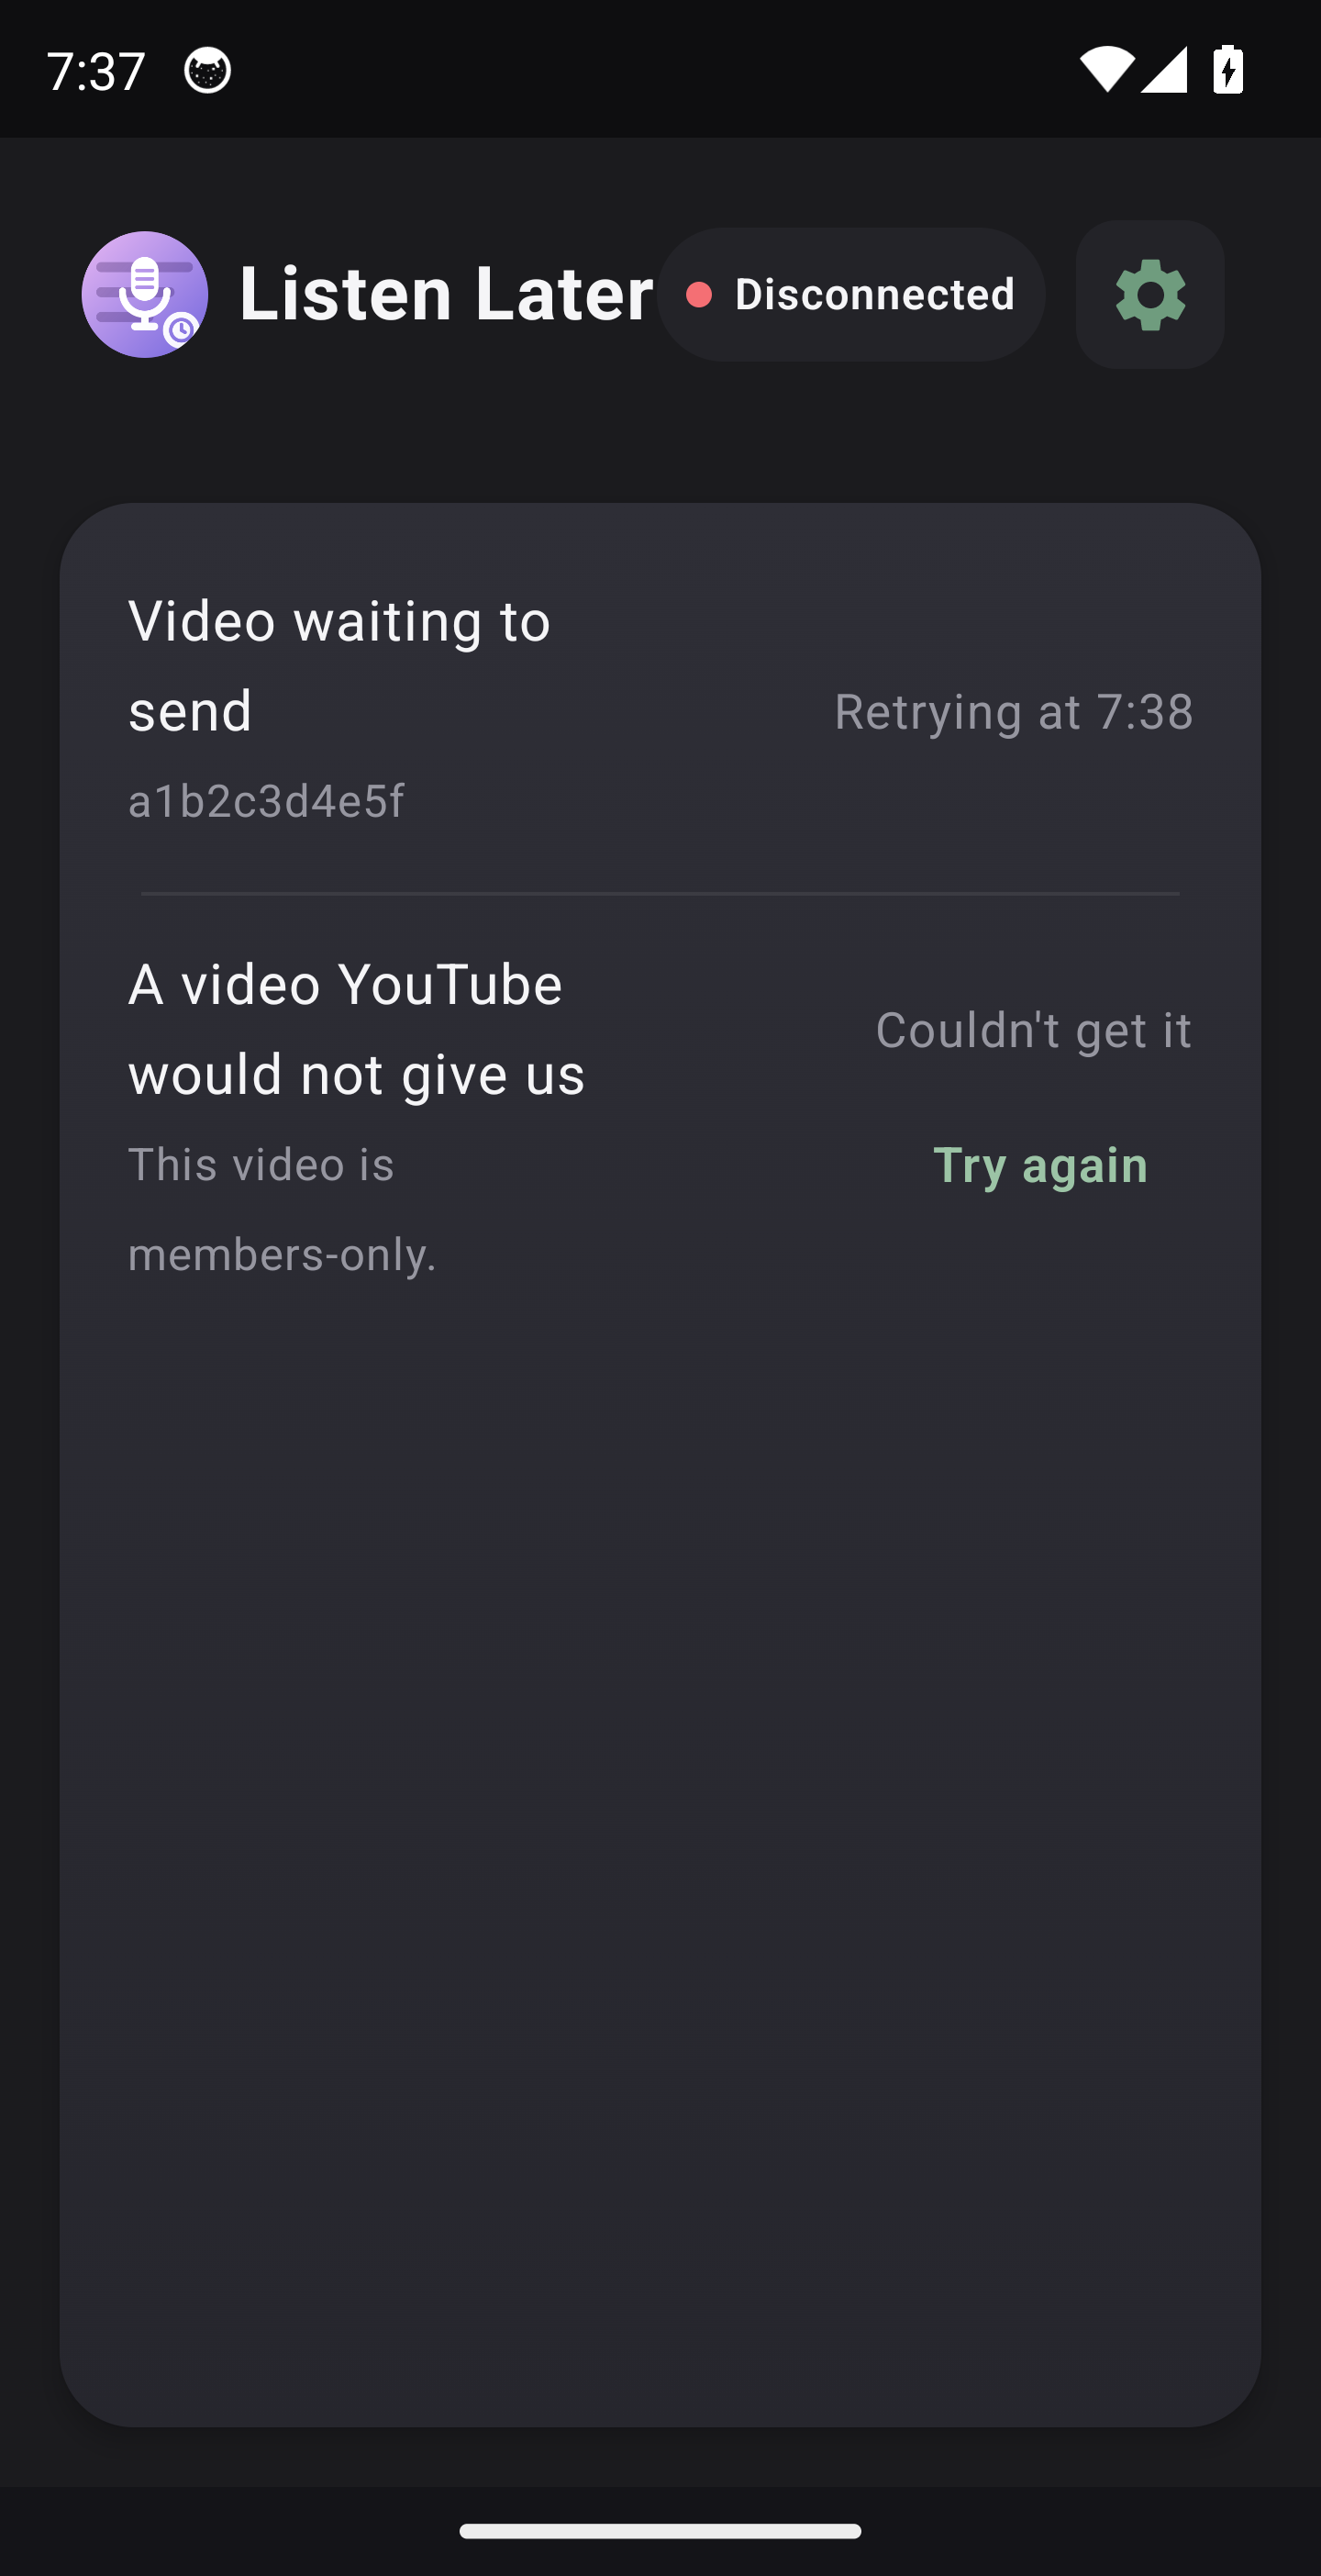 7:37
Listen Later
Disconnected
Video waiting to
send
a1b2c3d4e5f
Retrying at 7:38
A video YouTube
would not give us
This video is
members-only.
Couldn't get it
Try again